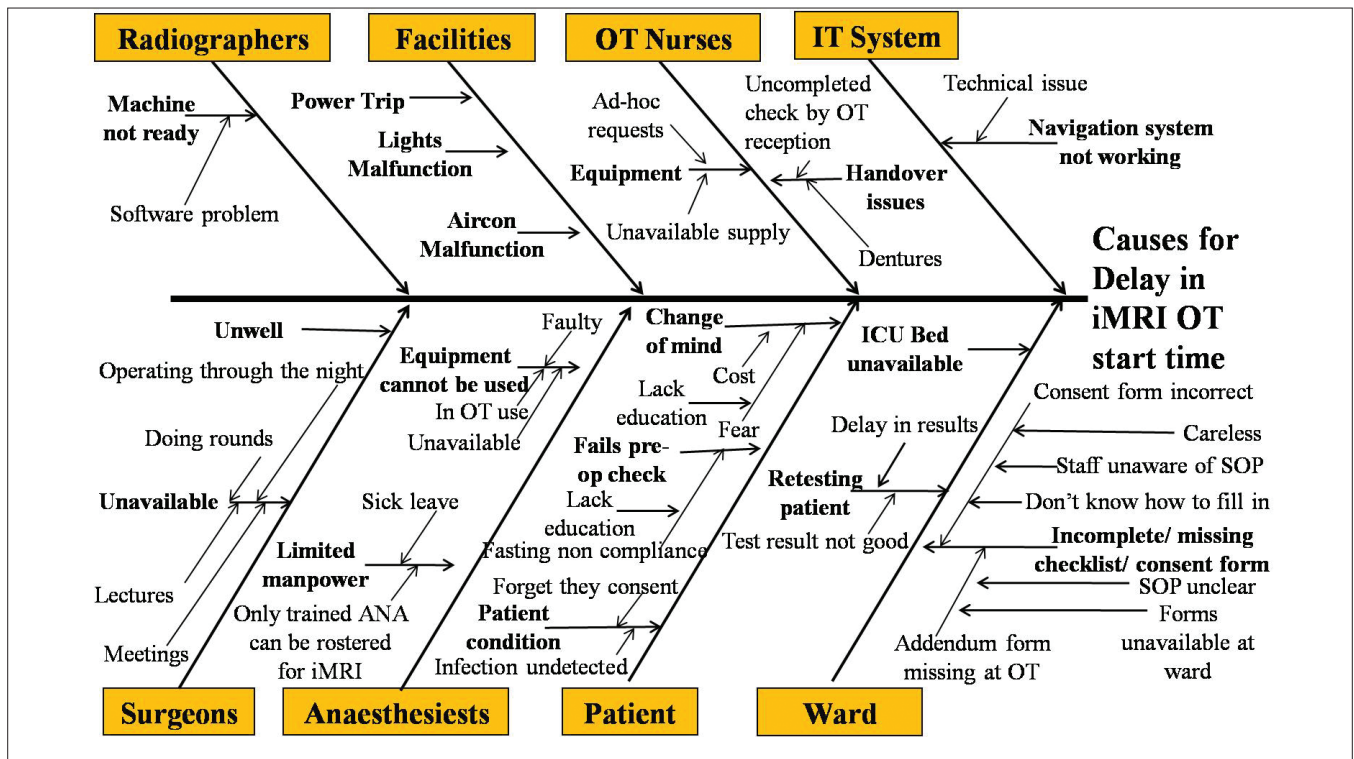 Radiographers
Facilities
OT Nurses
IT System
Machine
not ready
Software problem
Power Trip
Lights
Malfunction
Aircon
Malfunction
Ad-hoc
requests
Equipment
Unavailable supply
Uncompleted
check by OT
reception
Handover
issues
Dentures
Technical issue
Navigation system
not working
Causes for
Delay in
iMRI OT
start time
Unwell
Operating through the night
Doing rounds
Unavailable
Lectures
Meetings
Faulty
Equipment
cannot be used
In OT use
Unavailable
Sick leave
Limited
manpower
Only trained ANA
can be rostered
for iMRI
Change
of mind
Cost
Lack
education
Fear
Fails pre-
op check
Lack
education
Fasting non compliance
Forget they consent
Patient
condition
Infection undetected
ICU Bed
unavailable
Delay in results
Retesting
patient
Test result not good
Consent form incorrect
Careless
Staff unaware of SOP
Don't know how to fill in
Incomplete/ missing
checklist/ consent form
SOP unclear
Forms
unavailable at
ward
Addendum form
missing at OT
Surgeons
Anaesthesiests
Patient
Ward